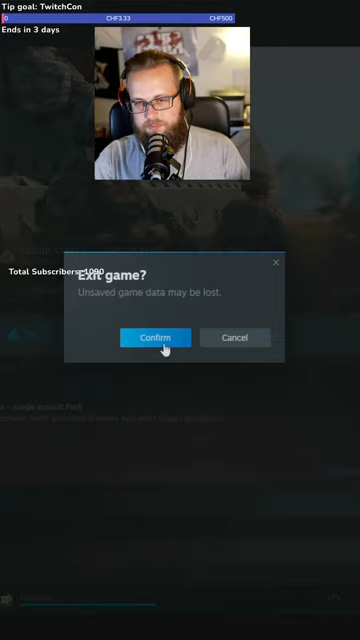 Tip goal: TwitchCon
0 CHF3.33 CHF500
Ends in 3 days
Total Subscribers: 1090
Exit game?
Unsaved game data may be lost.
Confirm Cancel